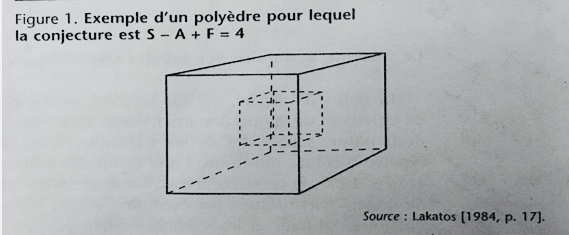 Figure 1. Exemple d'un polyèdre pour lequel
la conjecture est S – A + F = 4
Source : Lakatos [1984, p. 17].